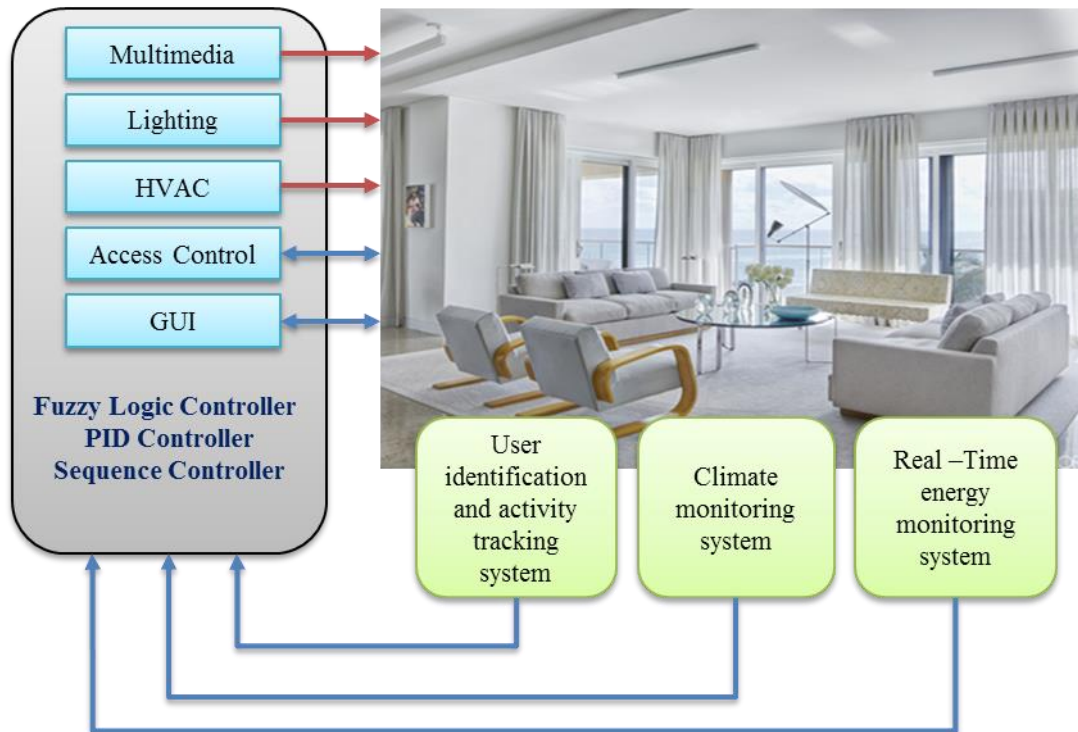 Multimedia
Lighting
HVAC
Access Control
GUI
Fuzzy Logic Controller
PID Controller
Sequence Controller
User
identification
and activity
tracking
system
Climate
monitoring
system
Real –Time
energy
monitoring
system